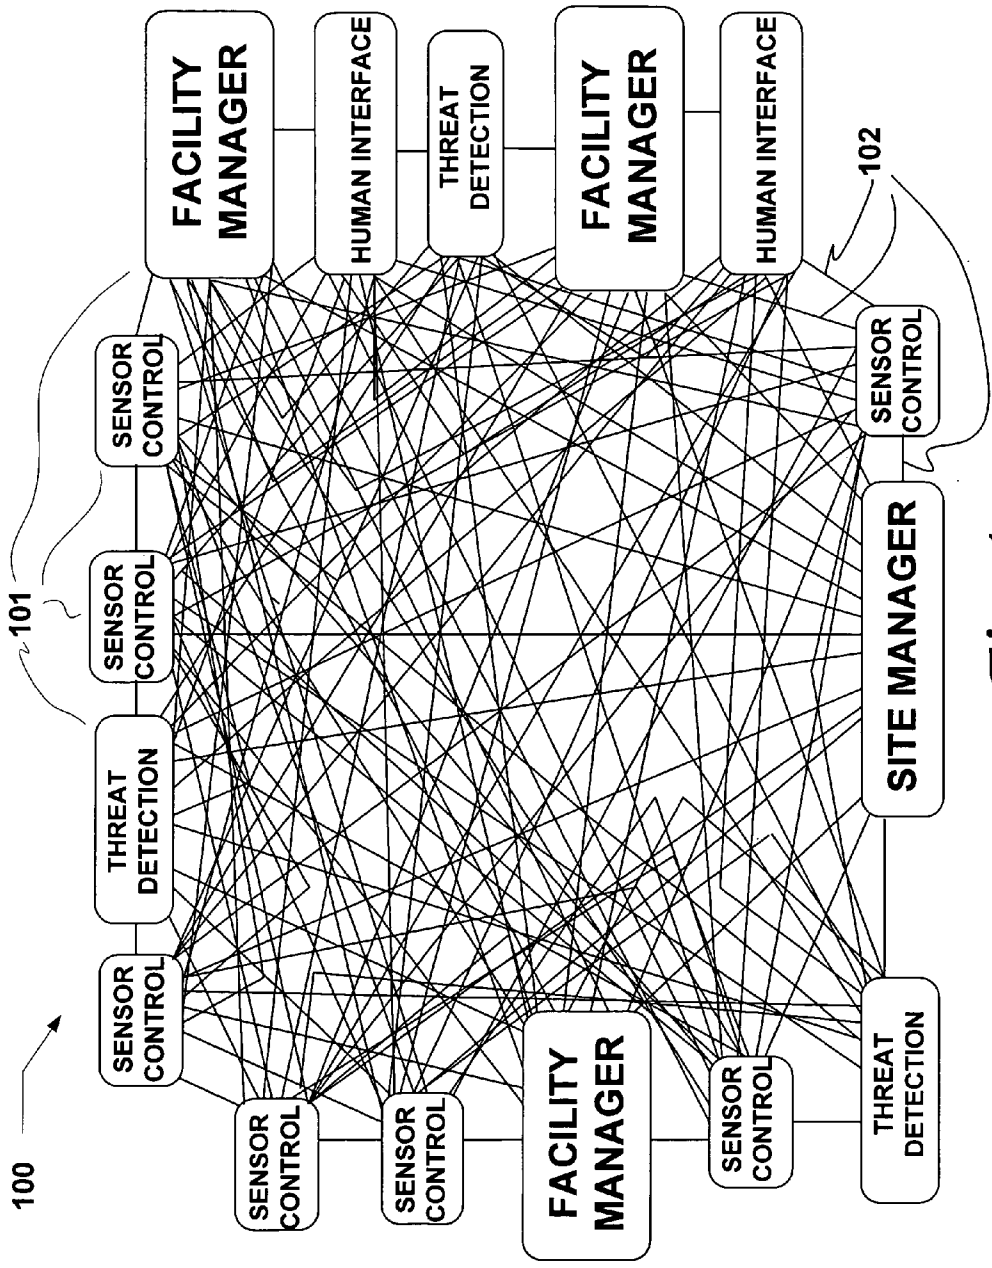 100
101
SENSOR
CONTROL
THREAT
DETECTION
SENSOR
CONTROL
SENSOR
CONTROL
FACILITY
MANAGER
SENSOR
CONTROL
HUMAN INTERFACE
SENSOR
CONTROL
THREAT
DETECTION
FACILITY
MANAGER
FACILITY
MANAGER
SENSOR
CONTROL
HUMAN INTERFACE
102
THREAT
DETECTION
SITE MANAGER
SENSOR
CONTROL